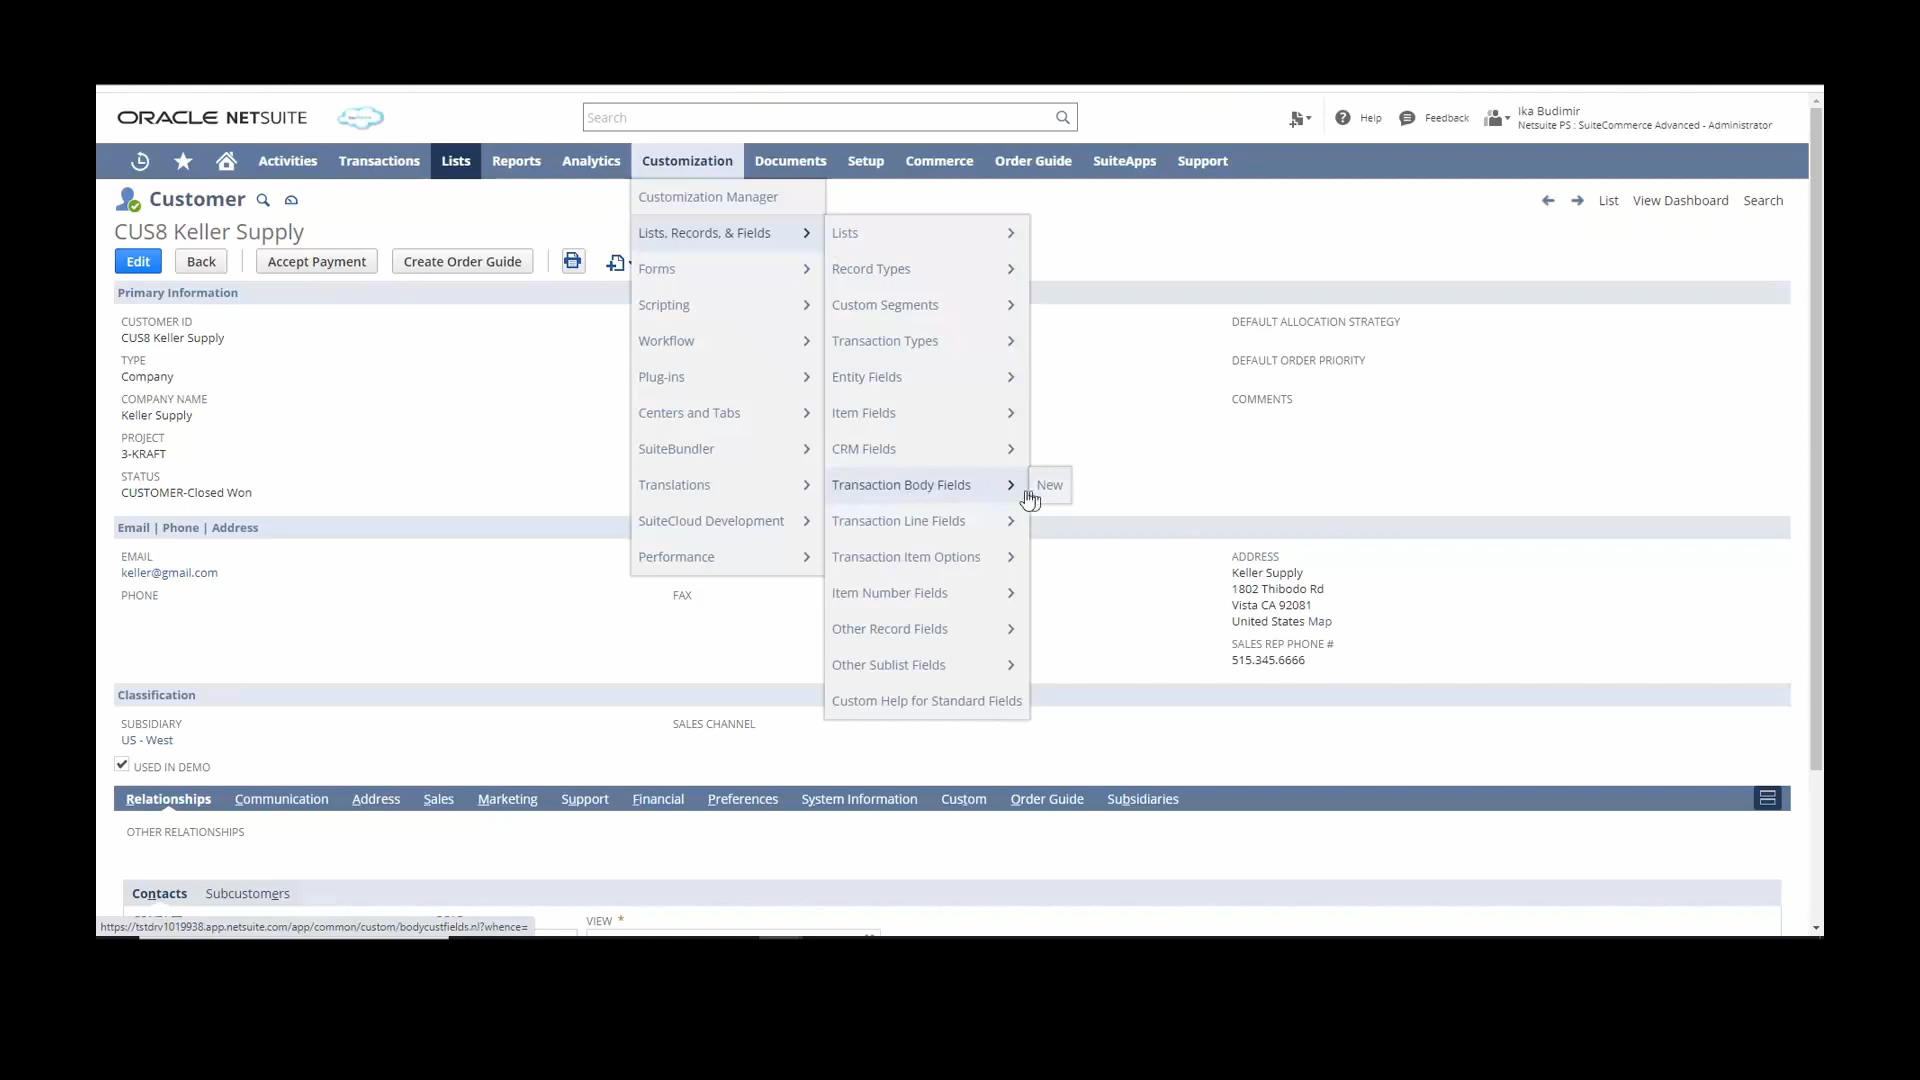 ORACLE NETSUITE
Search
Help
Feedback
Ika Budimir
Netsuite PS : SuiteCommerce Advanced - Administrator
Activities Transactions Lists Reports Analytics Customization Documents Setup Commerce Order Guide SuiteApps Support
Customer
List View Dashboard Search
CUS8 Keller Supply
Edit Back Accept Payment Create Order Guide
Customization Manager
Lists, Records, & Fields
Forms
Scripting
Workflow
Plug-ins
Centers and Tabs
SuiteBundler
Translations
SuiteCloud Development
Performance
Lists
Record Types
Custom Segments
Transaction Types
Entity Fields
Item Fields
CRM Fields
Transaction Body Fields
New
Transaction Line Fields
Transaction Item Options
Item Number Fields
Other Record Fields
Other Sublist Fields
Custom Help for Standard Fields
Primary Information
CUSTOMER ID
CUS8 Keller Supply
TYPE
Company
COMPANY NAME
Keller Supply
PROJECT
3-KRAFT
STATUS
CUSTOMER-Closed Won
DEFAULT ALLOCATION STRATEGY
DEFAULT ORDER PRIORITY
COMMENTS
Email | Phone | Address
EMAIL
keller@gmail.com
PHONE
FAX
ADDRESS
Keller Supply
1802 Thibodo Rd
Vista CA 92081
United States Map
SALES REP PHONE #
515.345.6666
Classification
SUBSIDIARY
US - West
SALES CHANNEL
USED IN DEMO
Relationships Communication Address Sales Marketing Support Financial Preferences System Information Custom Order Guide Subsidiaries
OTHER RELATIONSHIPS
Contacts Subcustomers
VIEW *
https://tstdrv1019938.app.netsuite.com/app/common/custom/bodycustfields.nl?whence=